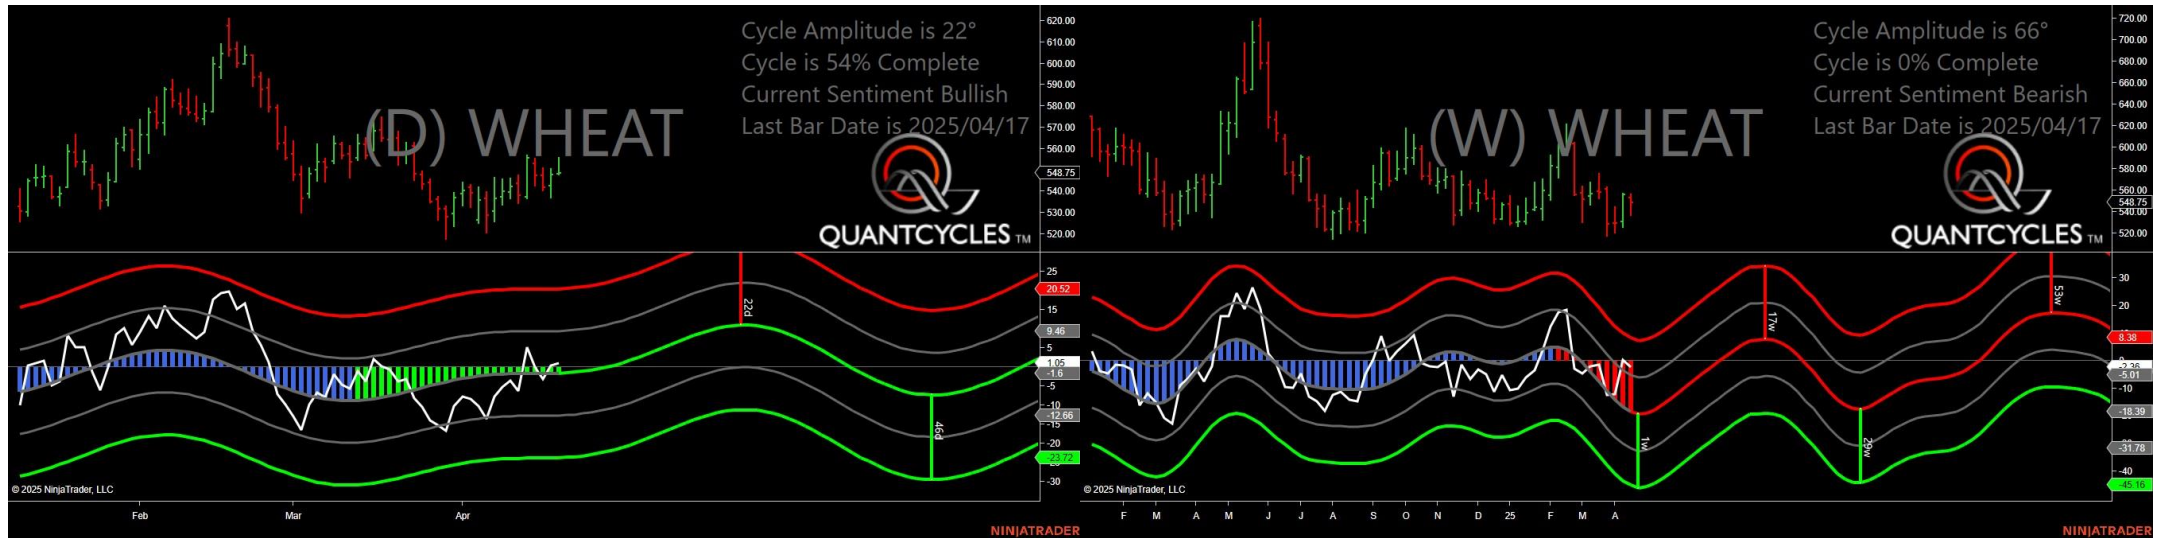 Cycle Amplitude is 22°
Cycle is 54% Complete
Current Sentiment Bullish
Last Bar Date is 2025/04/17
(D) WHEAT
QUANTCYCLES TM
620.00
610.00
600.00
590.00
580.00
570.00
560.00
548.75
540.00
530.00
520.00
22d
46d
25
20.52
15
9.46
5
1.05
-1.6
-5
-10
-12.66
-15
-20
-23.72
-30
© 2025 NinjaTrader, LLC
Feb
Mar
Apr
NINJATRADER
Cycle Amplitude is 66°
Cycle is 0% Complete
Current Sentiment Bearish
Last Bar Date is 2025/04/17
(W) WHEAT
QUANTCYCLES TM
720.00
700.00
680.00
660.00
640.00
620.00
600.00
580.00
560.00
548.75
540.00
520.00
1w
17w
29w
53w
30
20
8.38
-2.36
-5.01
-10
-18.39
-31.78
-40
-45.16
© 2025 NinjaTrader, LLC
F
M
A
M
J
J
A
S
O
N
D
25
F
M
A
NINJATRADER